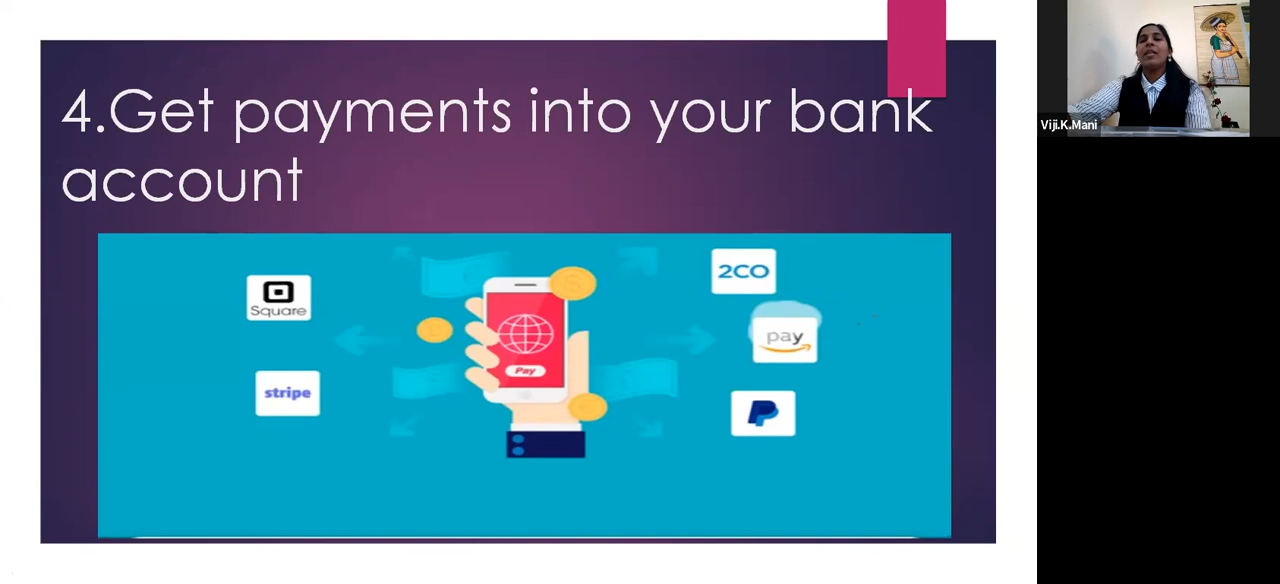 4.Get payments into your bank
account
Square
stripe
Pay
2CO
pay
Viji.K.Mani